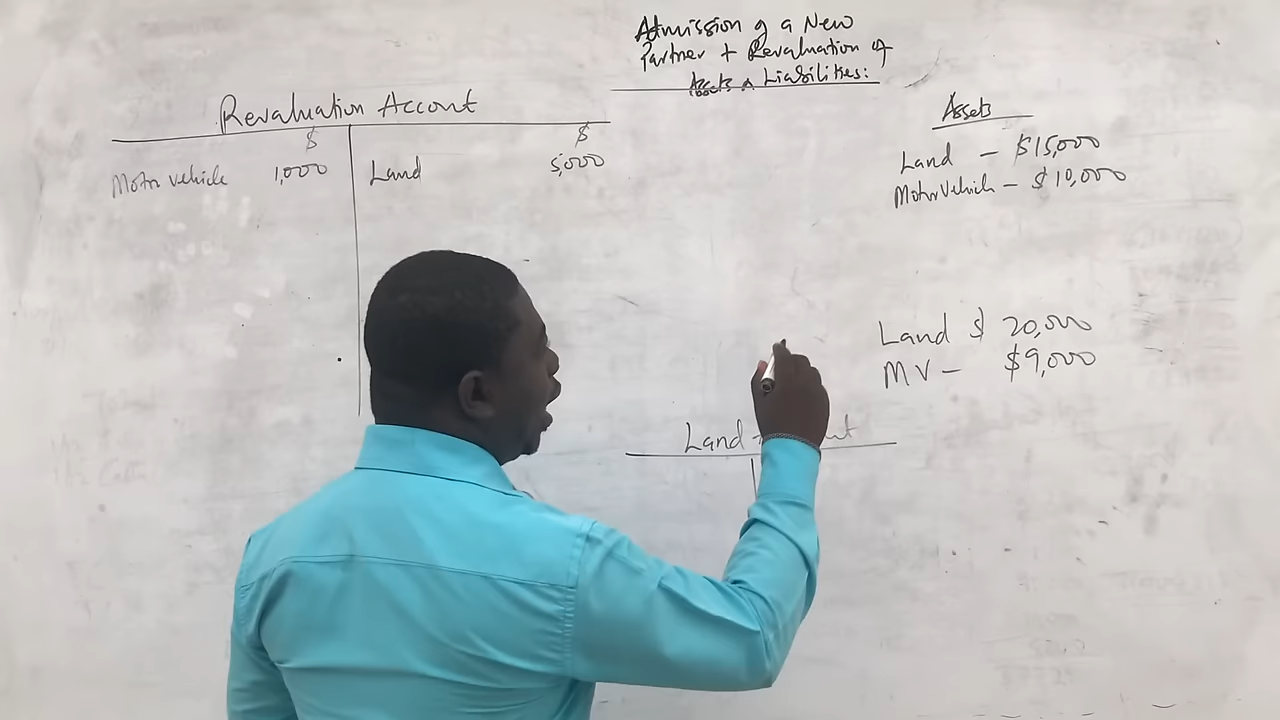 Admission of a New
Partner + Revaluation of
Assets & Liabilities:
Revaluation Accont
$ $
Motor vehicle 1,000 Land 5,000
Assets
Land - $15,000
Motor Vehicle - $10,000
Land $ 20,000
MV - $9,000
Land